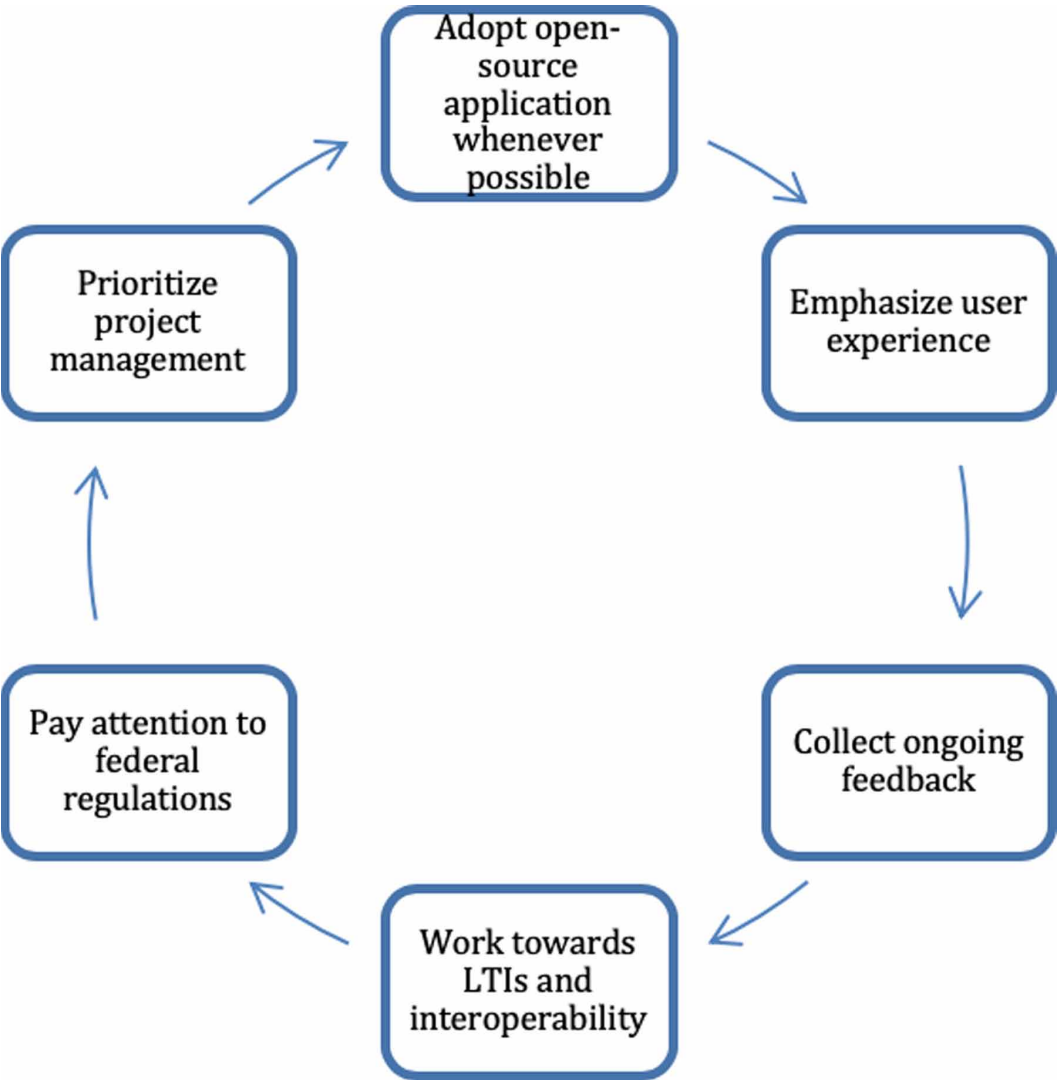 Adopt open-
source
application
whenever
possible
Emphasize user
experience
Collect ongoing
feedback
Work towards
LTIs and
interoperability
Pay attention to
federal
regulations
Prioritize
project
management